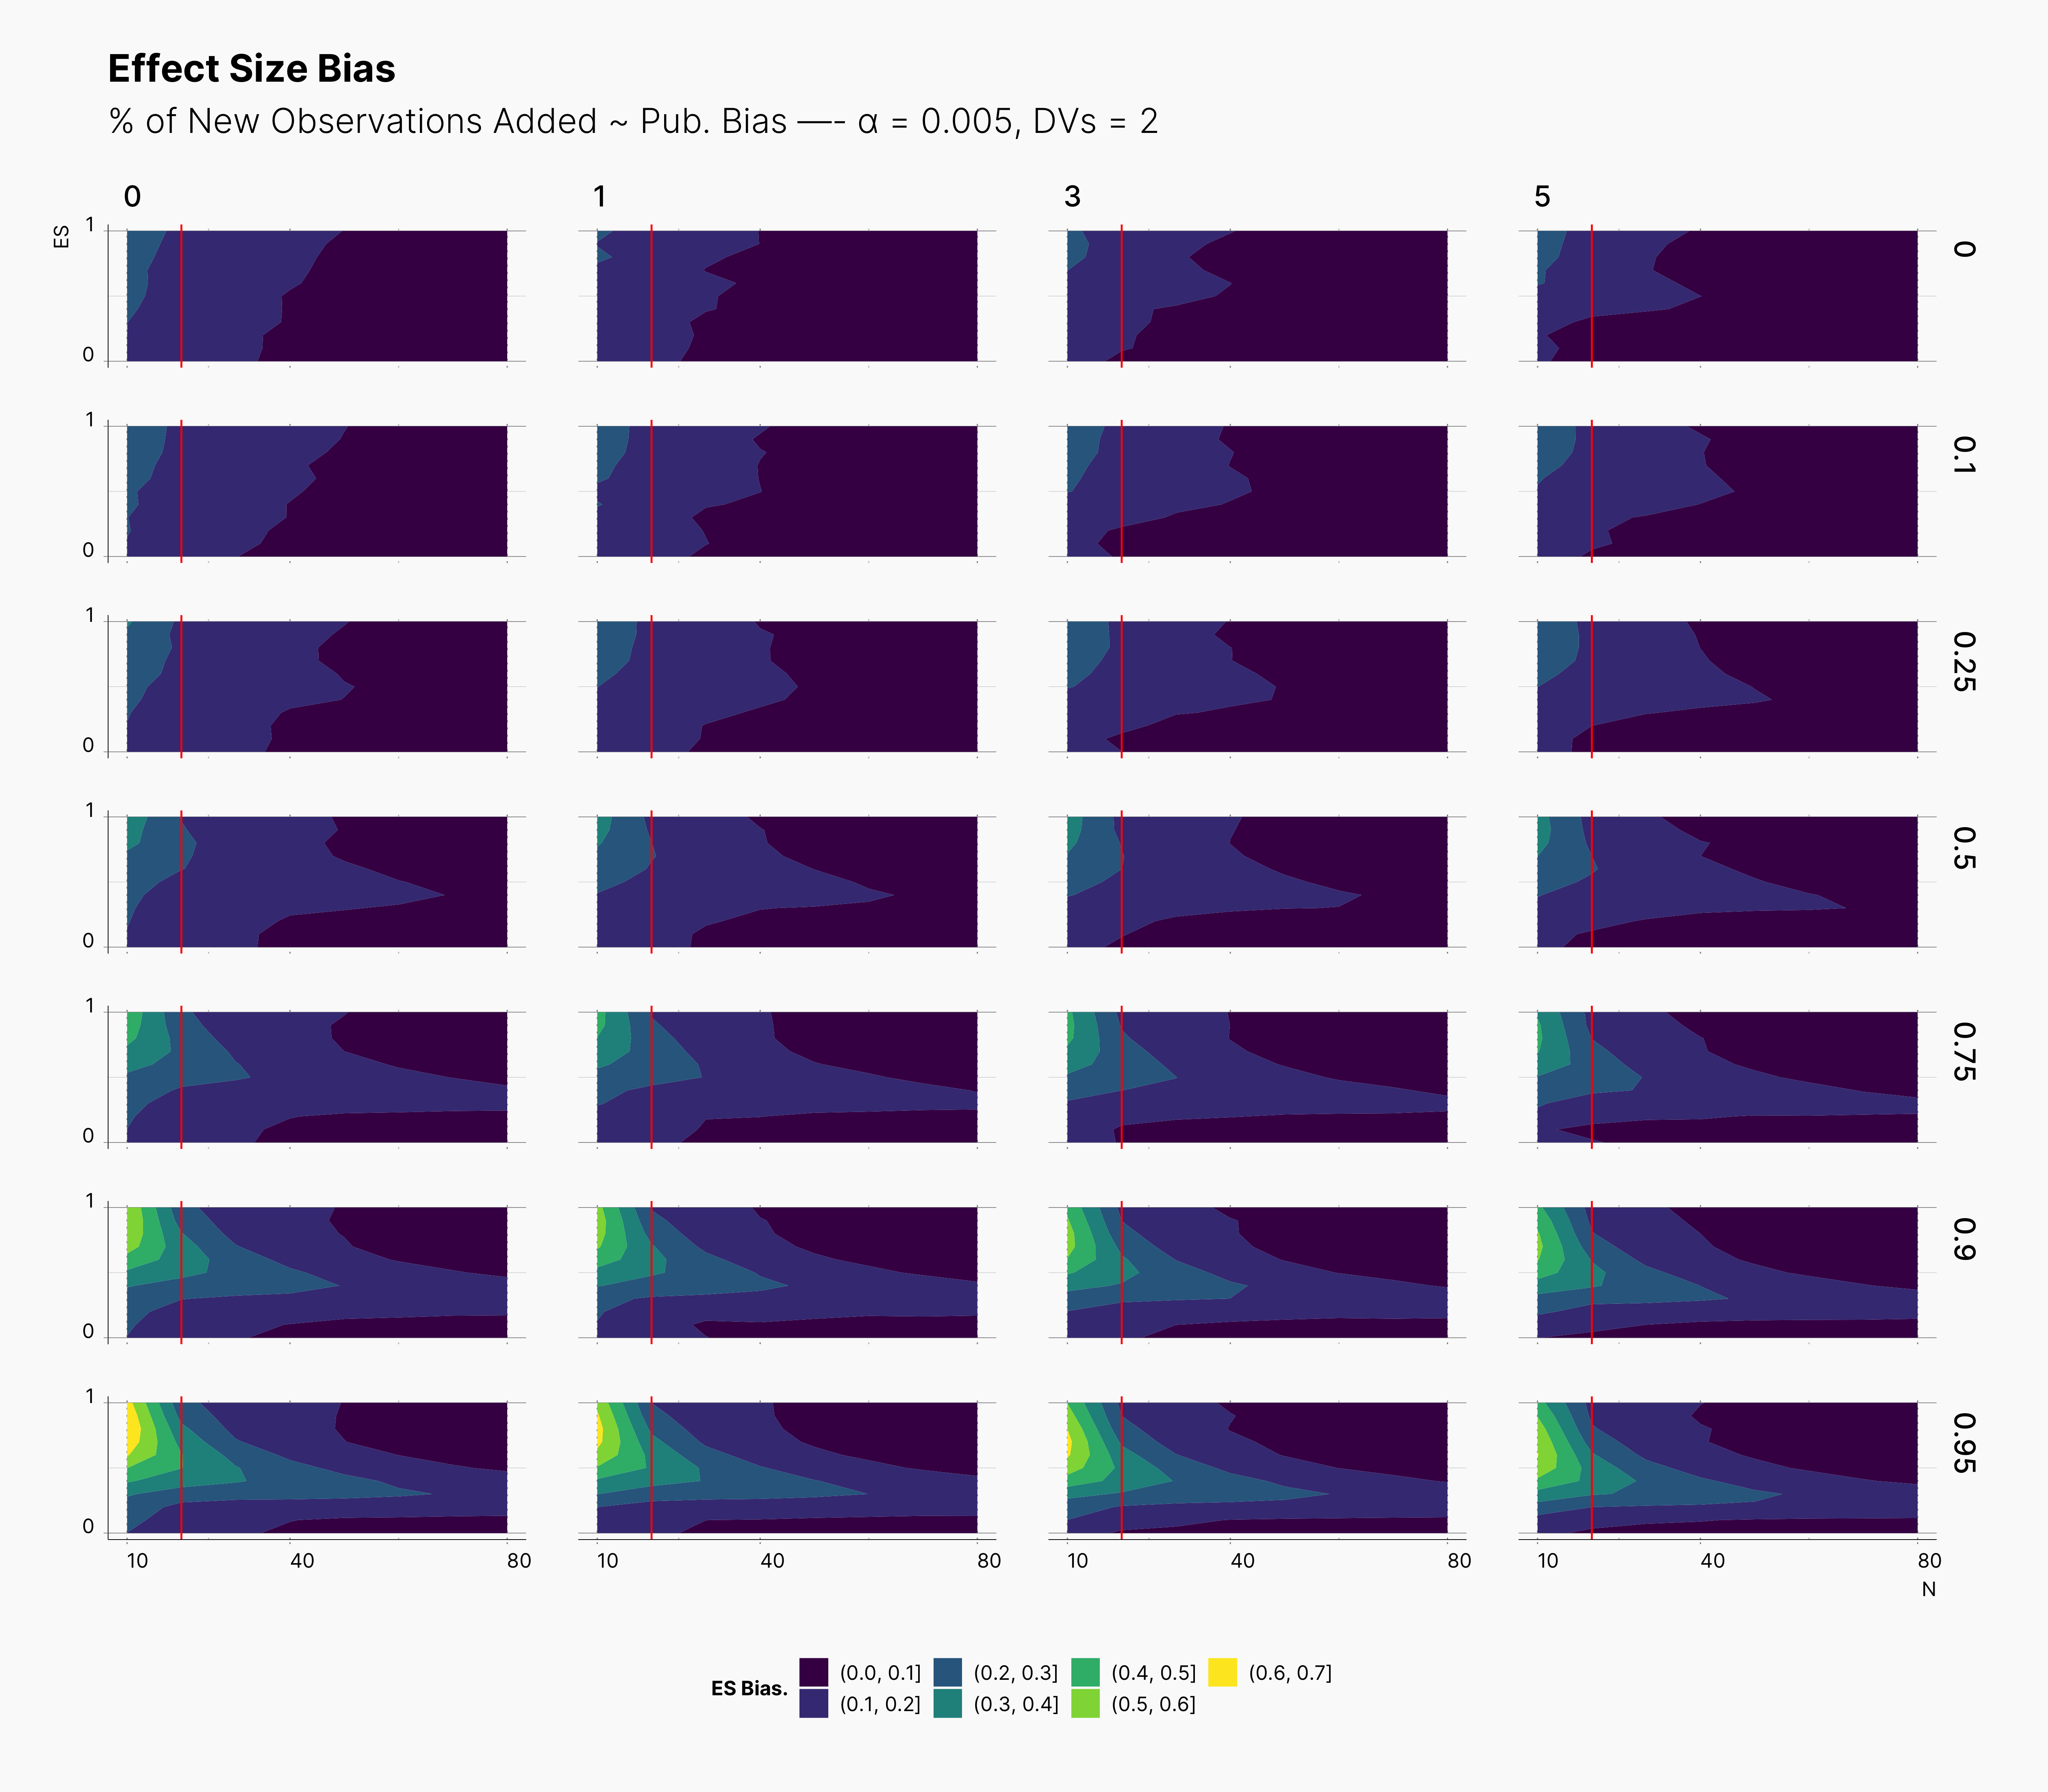 Effect Size Bias
% of New Observations Added ~ Pub. Bias —- α = 0.005, DVs = 2
0 1 3 5
ES
1
0
0
1
0
0.1
1
0
0.25
1
0
0.5
1
0
0.75
1
0
0.9
1
0
0.95
10 40 80 10 40 80 10 40 80 10 40 80
N
ES Bias.
(0.0, 0.1] (0.2, 0.3] (0.4, 0.5] (0.6, 0.7]
(0.1, 0.2] (0.3, 0.4] (0.5, 0.6]